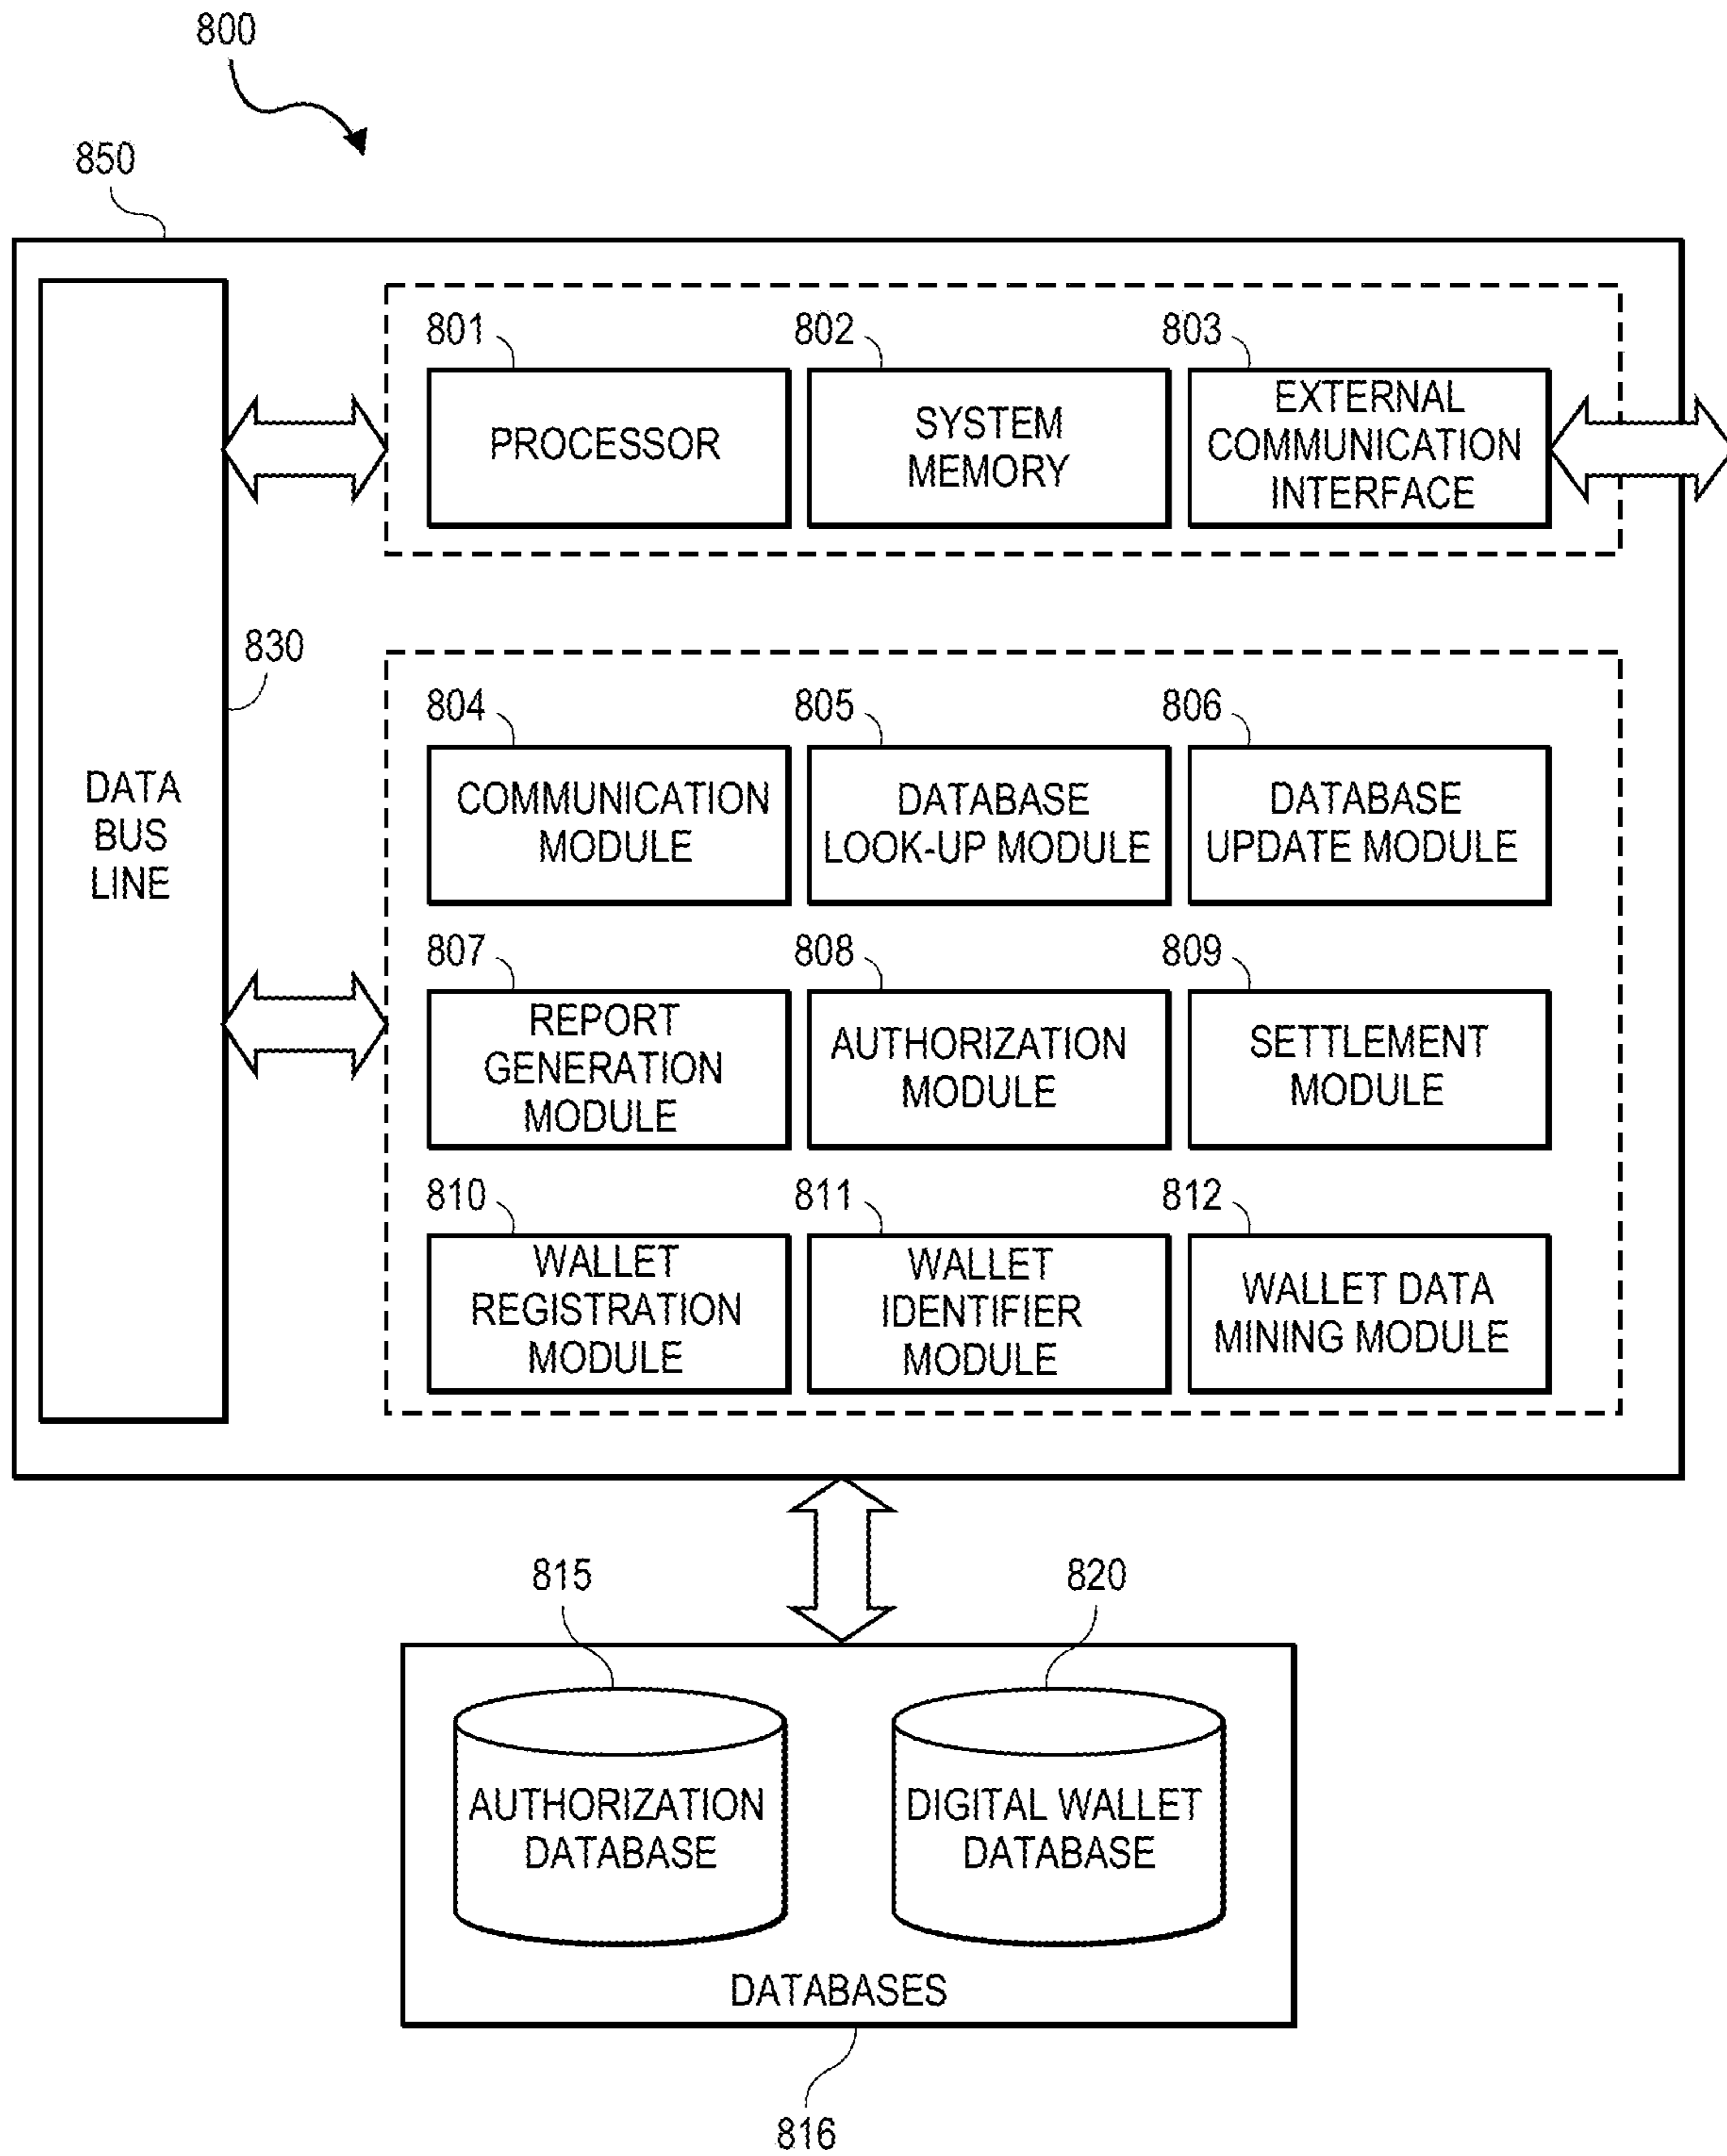 800
850
801
802
803
PROCESSOR
SYSTEM
MEMORY
EXTERNAL
COMMUNICATION
INTERFACE
830
DATA
BUS
LINE
804
805
806
COMMUNICATION
MODULE
DATABASE
LOOK-UP MODULE
DATABASE
UPDATE MODULE
807
808
809
REPORT
GENERATION
MODULE
AUTHORIZATION
MODULE
SETTLEMENT
MODULE
810
811
812
WALLET
REGISTRATION
MODULE
WALLET
IDENTIFIER
MODULE
WALLET DATA
MINING MODULE
815
820
AUTHORIZATION
DATABASE
DIGITAL WALLET
DATABASE
DATABASES
816